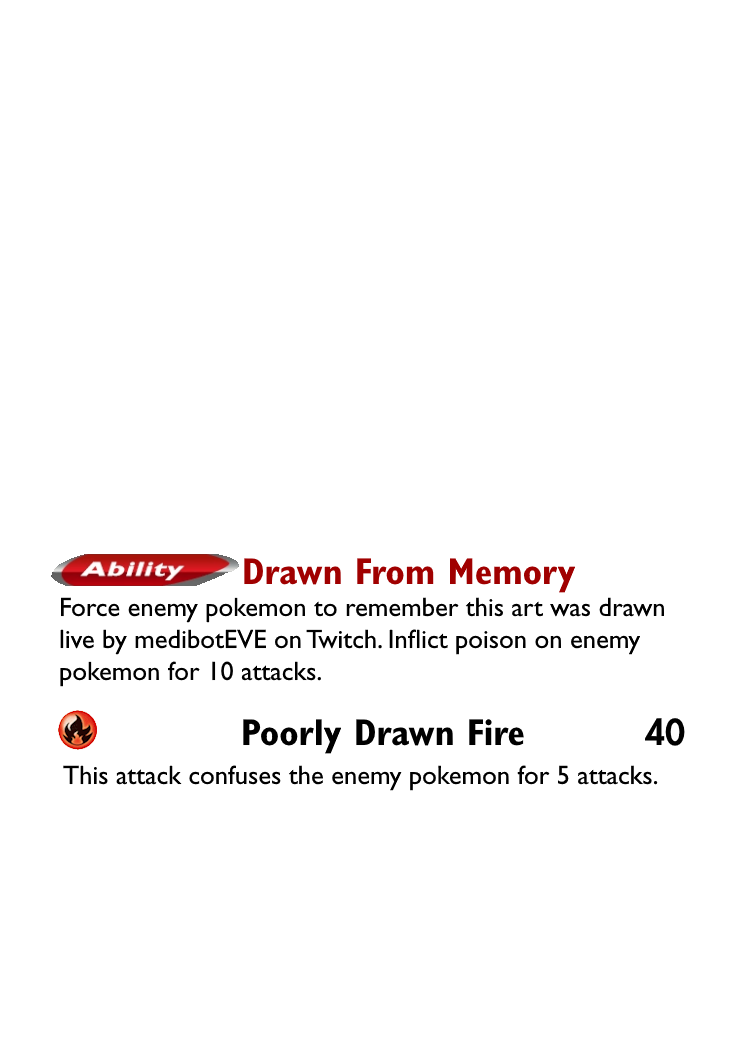 Ability Drawn From Memory
Force enemy pokemon to remember this art was drawn
live by medibotEVE on Twitch. Inflict poison on enemy
pokemon for 10 attacks.
Poorly Drawn Fire 40
This attack confuses the enemy pokemon for 5 attacks.